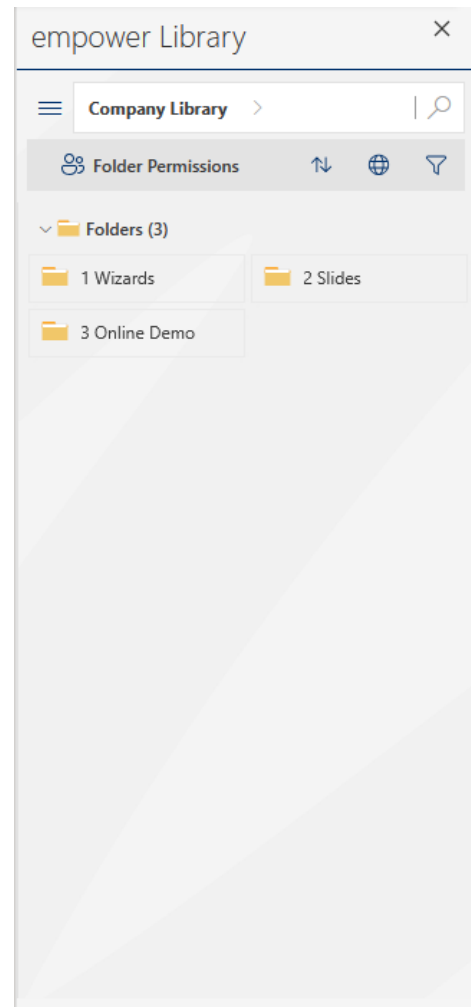 empower Library
Company Library
Folder Permissions
Folders (3)
1 Wizards
2 Slides
3 Online Demo